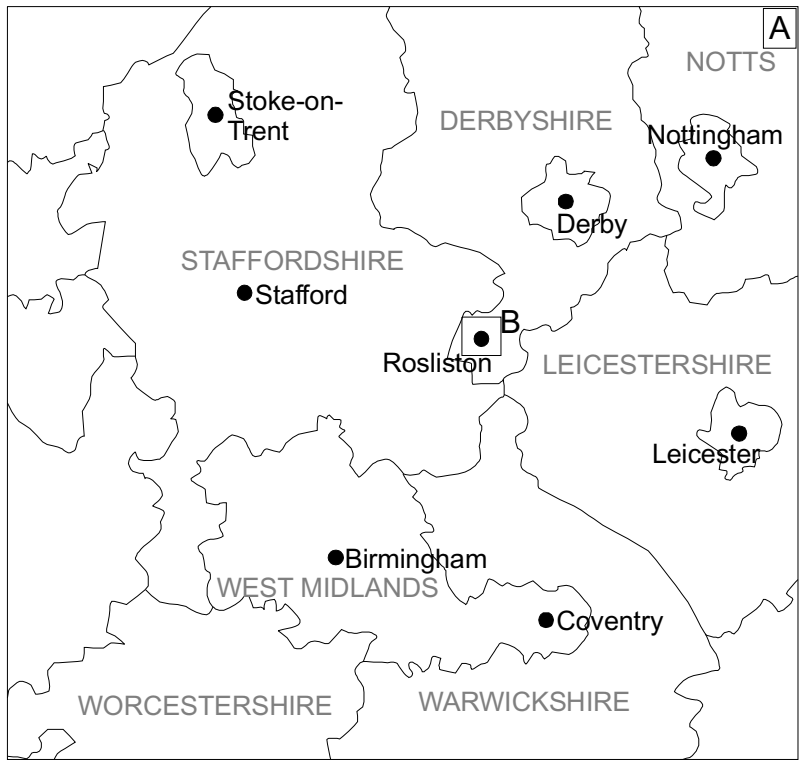 A
NOTTS
Stoke-on-
Trent
DERBYSHIRE
Nottingham
Derby
STAFFORDSHIRE
Stafford
B
Rosliston
LEICESTERSHIRE
Leicester
Birmingham
WEST MIDLANDS
Coventry
WORCESTERSHIRE
WARWICKSHIRE